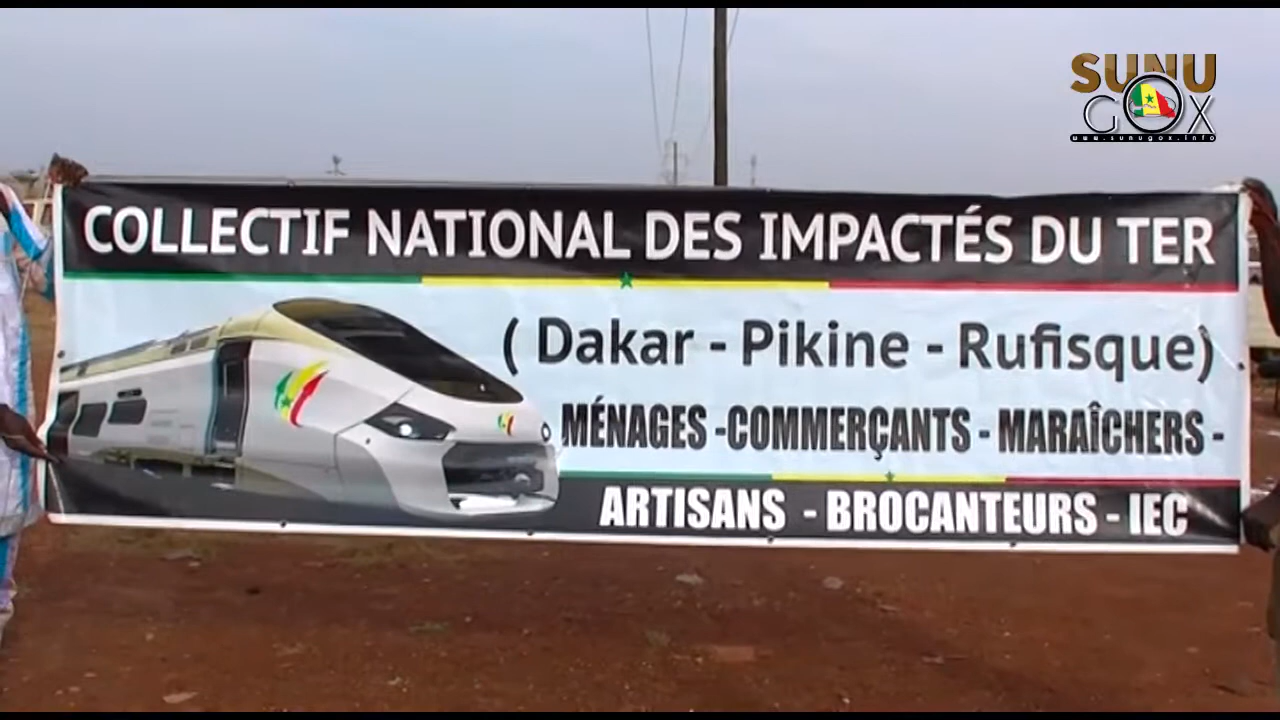 SUNU
GOX
www.sunugox.info
COLLECTIF NATIONAL DES IMPACTÉS DU TER
( Dakar - Pikine - Rufisque)
MÉNAGES -COMMERÇANTS - MARAÎCHERS -
ARTISANS - BROCANTEURS - IEC